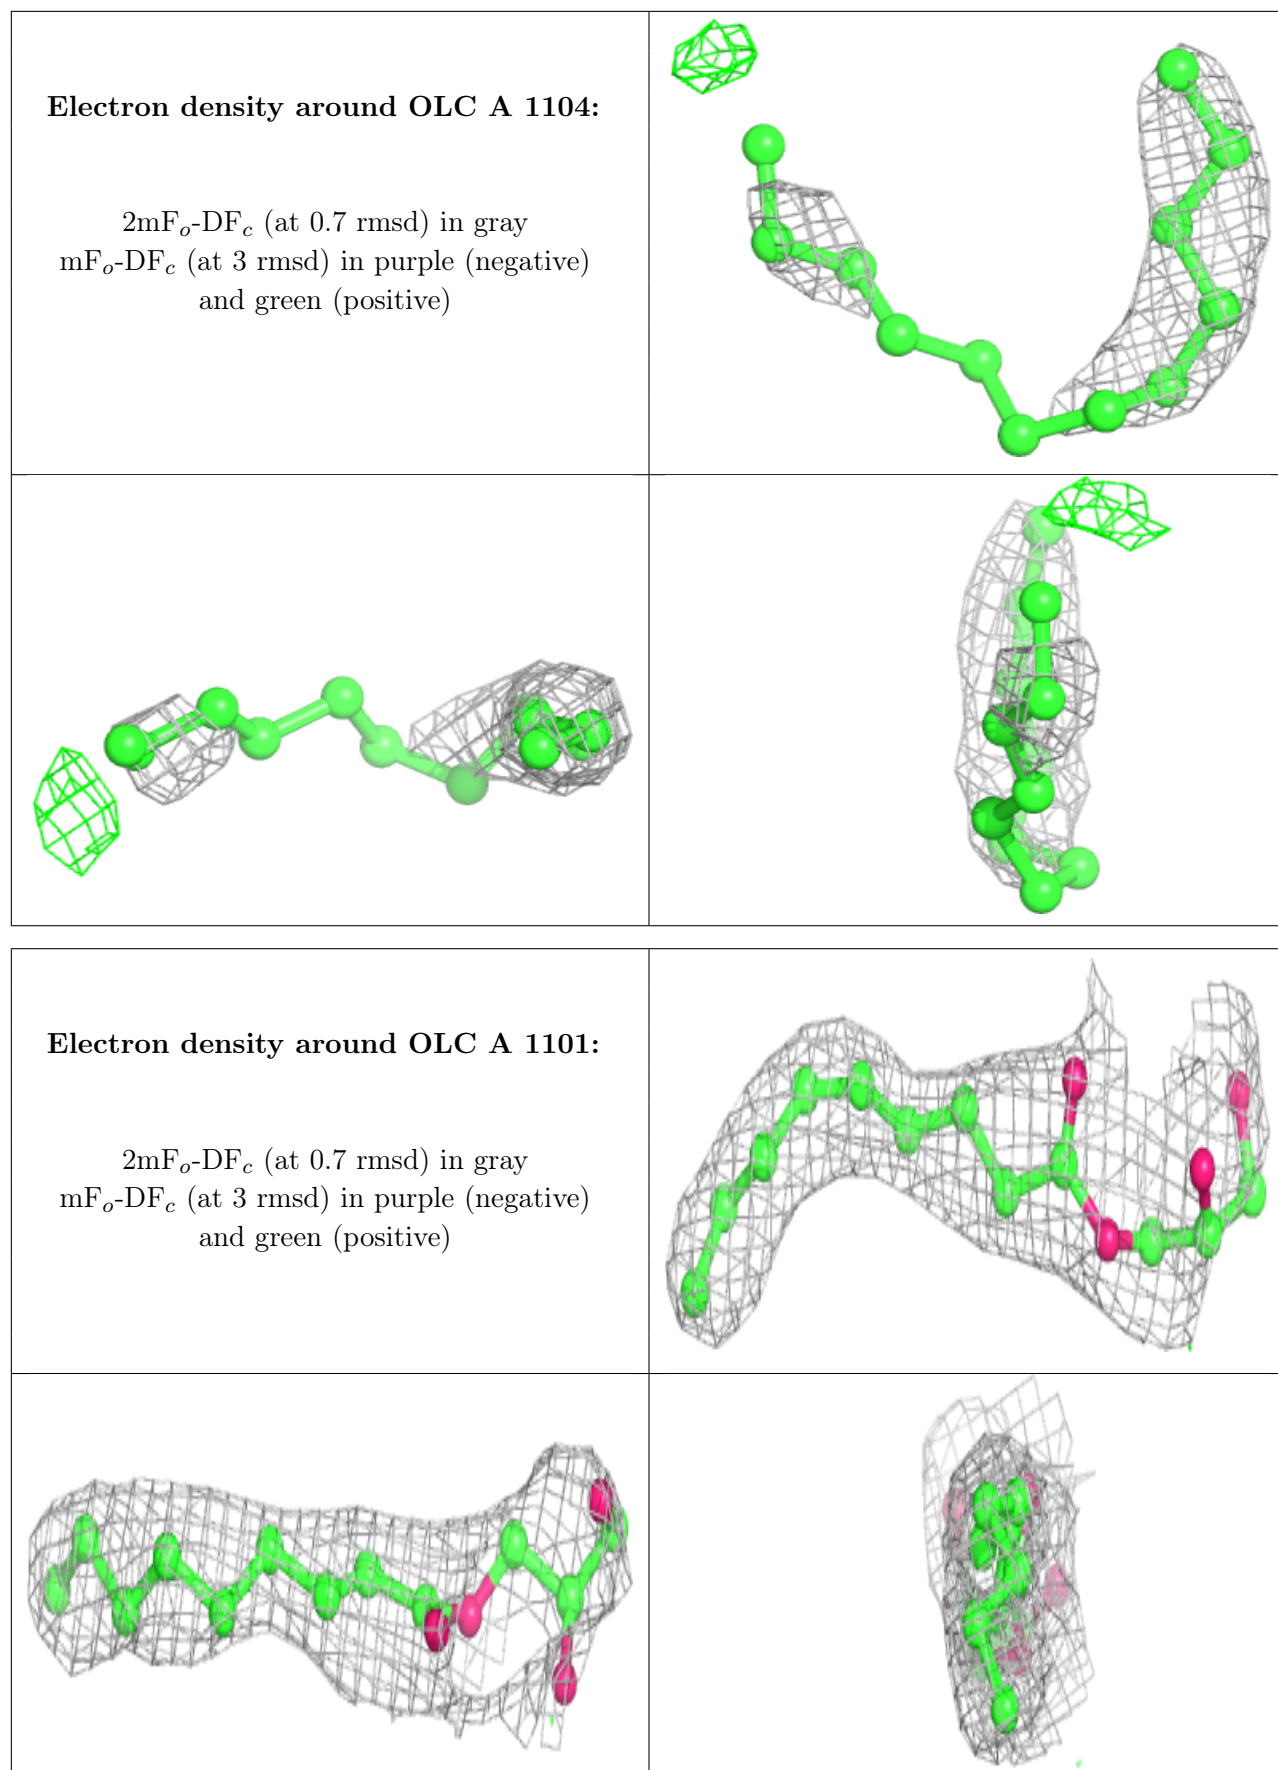 Electron density around OLC A 1104:
2mFo-DFc (at 0.7 rmsd) in gray
mFo-DFc (at 3 rmsd) in purple (negative)
and green (positive)
Electron density around OLC A 1101:
2mFo-DFc (at 0.7 rmsd) in gray
mFo-DFc (at 3 rmsd) in purple (negative)
and green (positive)